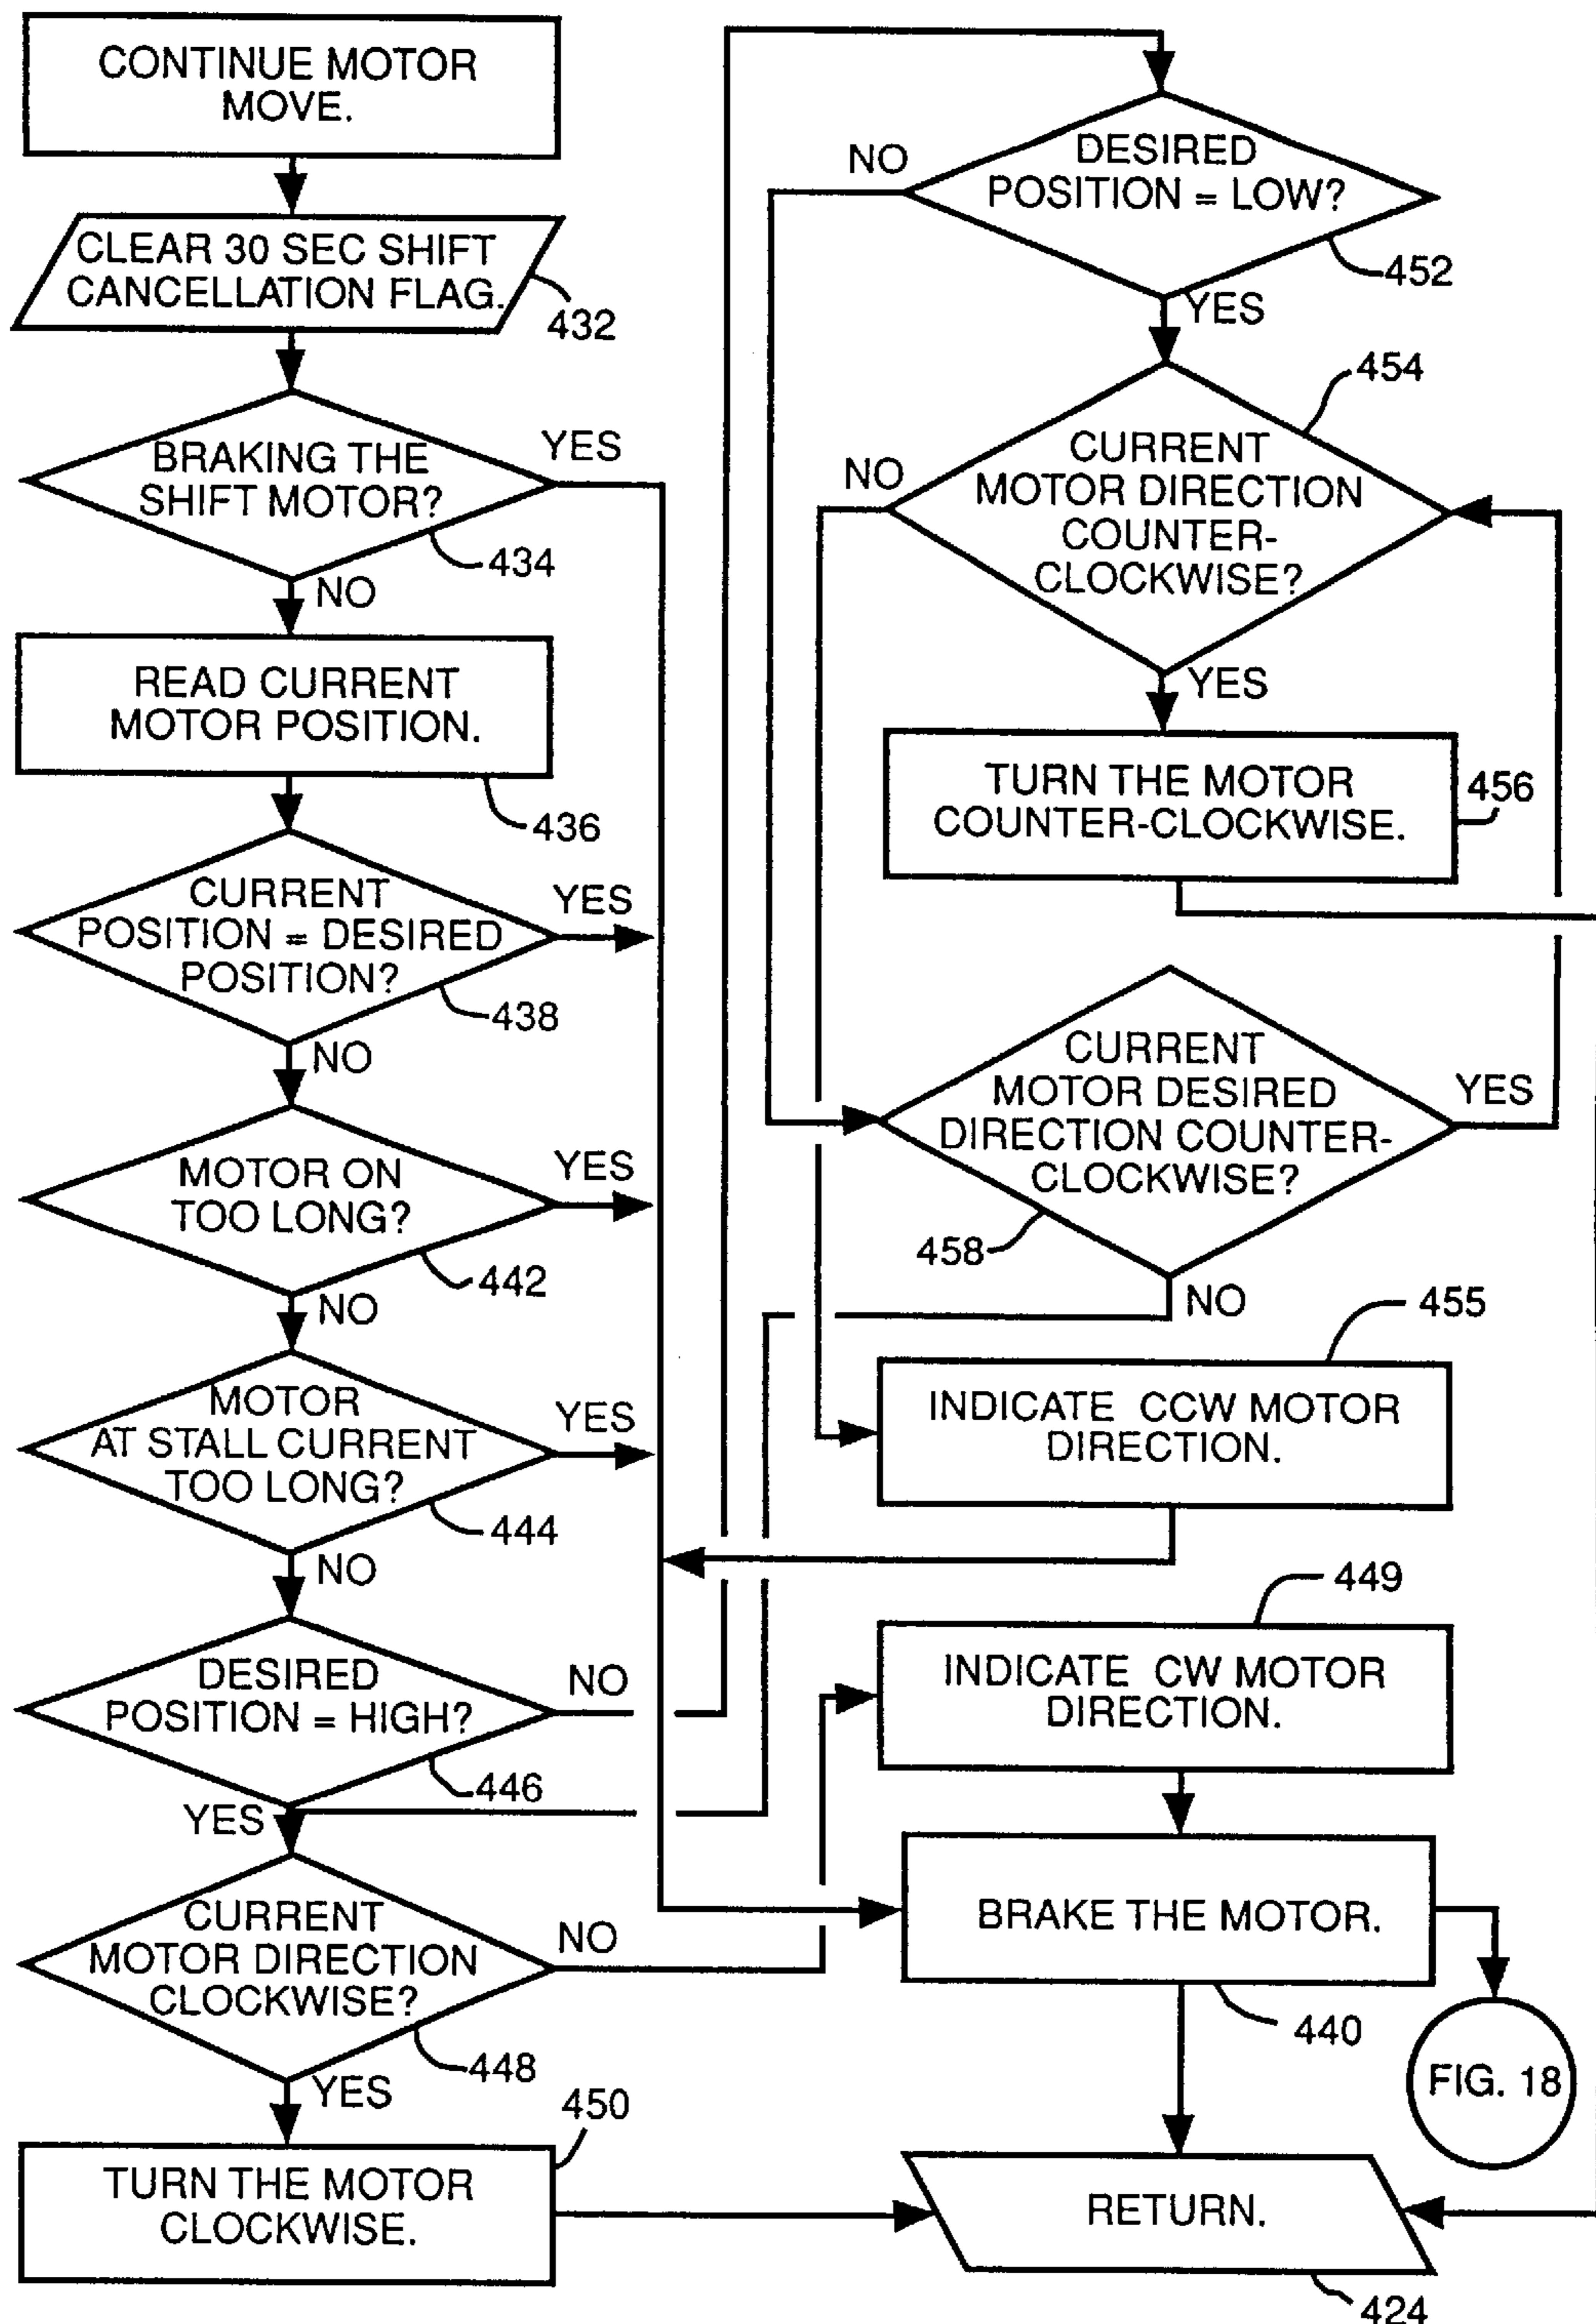 CONTINUE MOTOR
MOVE.
CLEAR 30 SEC SHIFT
CANCELLATION FLAG.
432
BRAKING THE
SHIFT MOTOR?
YES
434
NO
READ CURRENT
MOTOR POSITION.
436
CURRENT
POSITION = DESIRED
POSITION?
YES
438
NO
MOTOR ON
TOO LONG?
YES
442
NO
MOTOR
AT STALL CURRENT
TOO LONG?
YES
444
NO
DESIRED
POSITION = HIGH?
NO
446
YES
CURRENT
MOTOR DIRECTION
CLOCKWISE?
NO
448
YES
450
TURN THE MOTOR
CLOCKWISE.
DESIRED
POSITION = LOW?
NO
452
YES
454
CURRENT
MOTOR DIRECTION
COUNTER-
CLOCKWISE?
NO
YES
TURN THE MOTOR
COUNTER-CLOCKWISE.
456
CURRENT
MOTOR DESIRED
DIRECTION COUNTER-
CLOCKWISE?
YES
458
NO
455
INDICATE CCW MOTOR
DIRECTION.
449
INDICATE CW MOTOR
DIRECTION.
BRAKE THE MOTOR.
440
FIG. 18
RETURN.
424